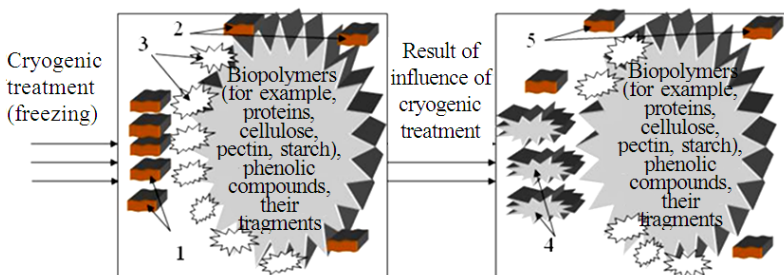 Cryogenic
treatment
(freezing)
1
2
3
Biopolymers
(for example,
proteins,
cellulose,
pectin, starch),
phenolic
compounds,
their
fragments
Result of
influence of
cryogenic
treatment
5
4
Biopolymers
(for example,
proteins,
cellulose,
pectin, starch),
phenolic
compounds,
their
fragments